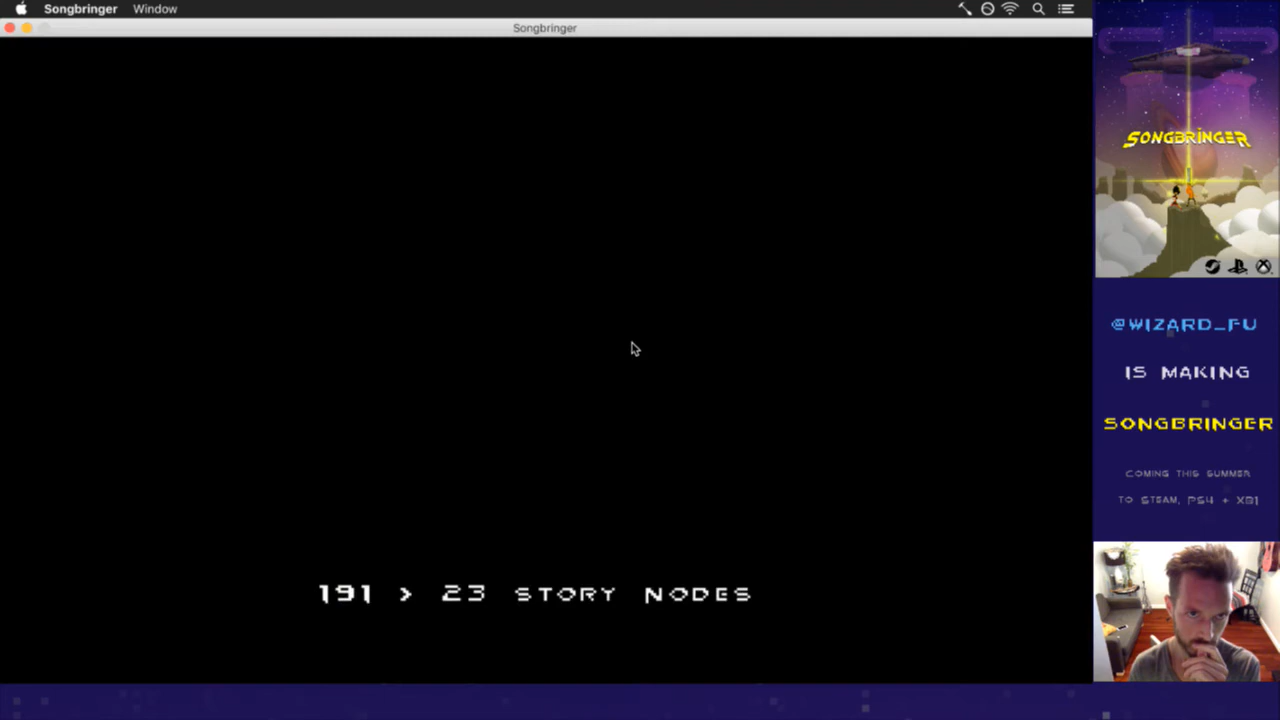 Songbringer Window
Songbringer
191 > 23 STORY NODES
SONGBRINGER
@WIZARD_FU
IS MAKING
SONGBRINGER
COMING THIS SUMMER
TO STEAM, PS4 + XB1